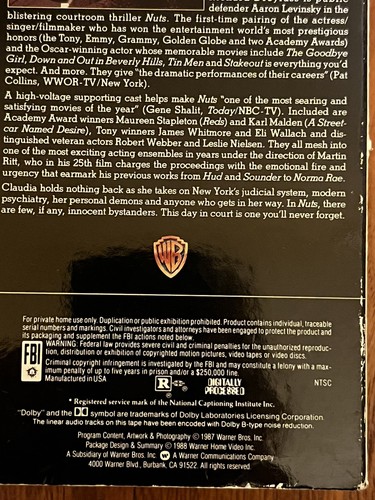 defender Aaron Levinsky in the
blistering courtroom thriller Nuts. The first-time pairing of the actress/
singer/filmmaker who has won the entertainment world's most prestigious
honors (the Tony, Emmy, Grammy, Golden Globe and two Academy Awards)
and the Oscar-winning actor whose memorable movies include The Goodbye
Girl, Down and Out in Beverly Hills, Tin Men and Stakeout is everything you'd
expect. And more. They give "the dramatic performances of their careers" (Pat
Collins, WWOR-TV/New York).
A high-voltage supporting cast helps make Nuts "one of the most searing and
satisfying movies of the year" (Gene Shalit, Today/NBC-TV). Included are
Academy Award winners Maureen Stapleton (Reds) and Karl Malden (A Street-
car Named Desire), Tony winners James Whitmore and Eli Wallach and dis-
tinguished veteran actors Robert Webber and Leslie Nielsen. They all mesh into
one of the most exciting acting ensembles in years under the direction of Martin
Ritt, who in his 25th film charges the proceedings with the emotional fire and
urgency that earmark his previous works from Hud and Sounder to Norma Rae.
Claudia holds nothing back as she takes on New York's judicial system, modern
psychiatry, her personal demons and anyone who gets in her way. In Nuts, there
are few, if any, innocent bystanders. This day in court is one you'll never forget.
WB
For private home use only. Duplication or public exhibition prohibited. Product contains individual, traceable
serial numbers and markings. Civil investigators and attorneys have been engaged to protect the product and
its packaging and supplement the FBI actions noted below.
FBI WARNING: Federal law provides severe civil and criminal penalties for the unauthorized reproduc-
tion, distribution or exhibition of copyrighted motion pictures, video tapes or video discs.
Criminal copyright infringement is investigated by the FBI and may constitute a felony with a max-
imum penalty of up to five years in prison and/or a $250,000 fine.
Manufactured in USA
R DIGITALLY PROCESSED NTSC
* Registered service mark of the National Captioning Institute Inc.
"Dolby" and the DD symbol are trademarks of Dolby Laboratories Licensing Corporation.
The linear audio tracks on this tape have been encoded with Dolby B-type noise reduction.
Program Content, Artwork & Photography © 1987 Warner Bros. Inc.
Package Design & Summary © 1988 Warner Home Video Inc.
A Subsidiary of Warner Bros. Inc. A Warner Communications Company
4000 Warner Blvd., Burbank, CA 91522. All rights reserved.